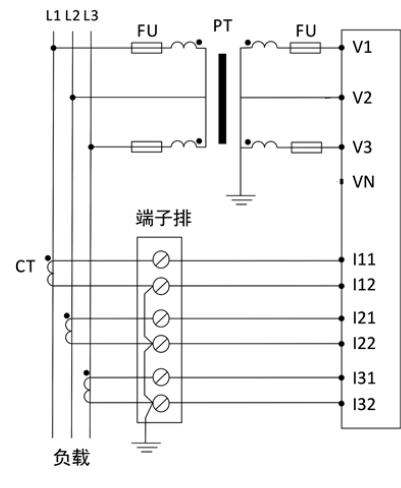 L1 L2 L3
FU
PT
FU
V1
V2
V3
VN
端子排
CT
I11
I12
I21
I22
I31
I32
负载